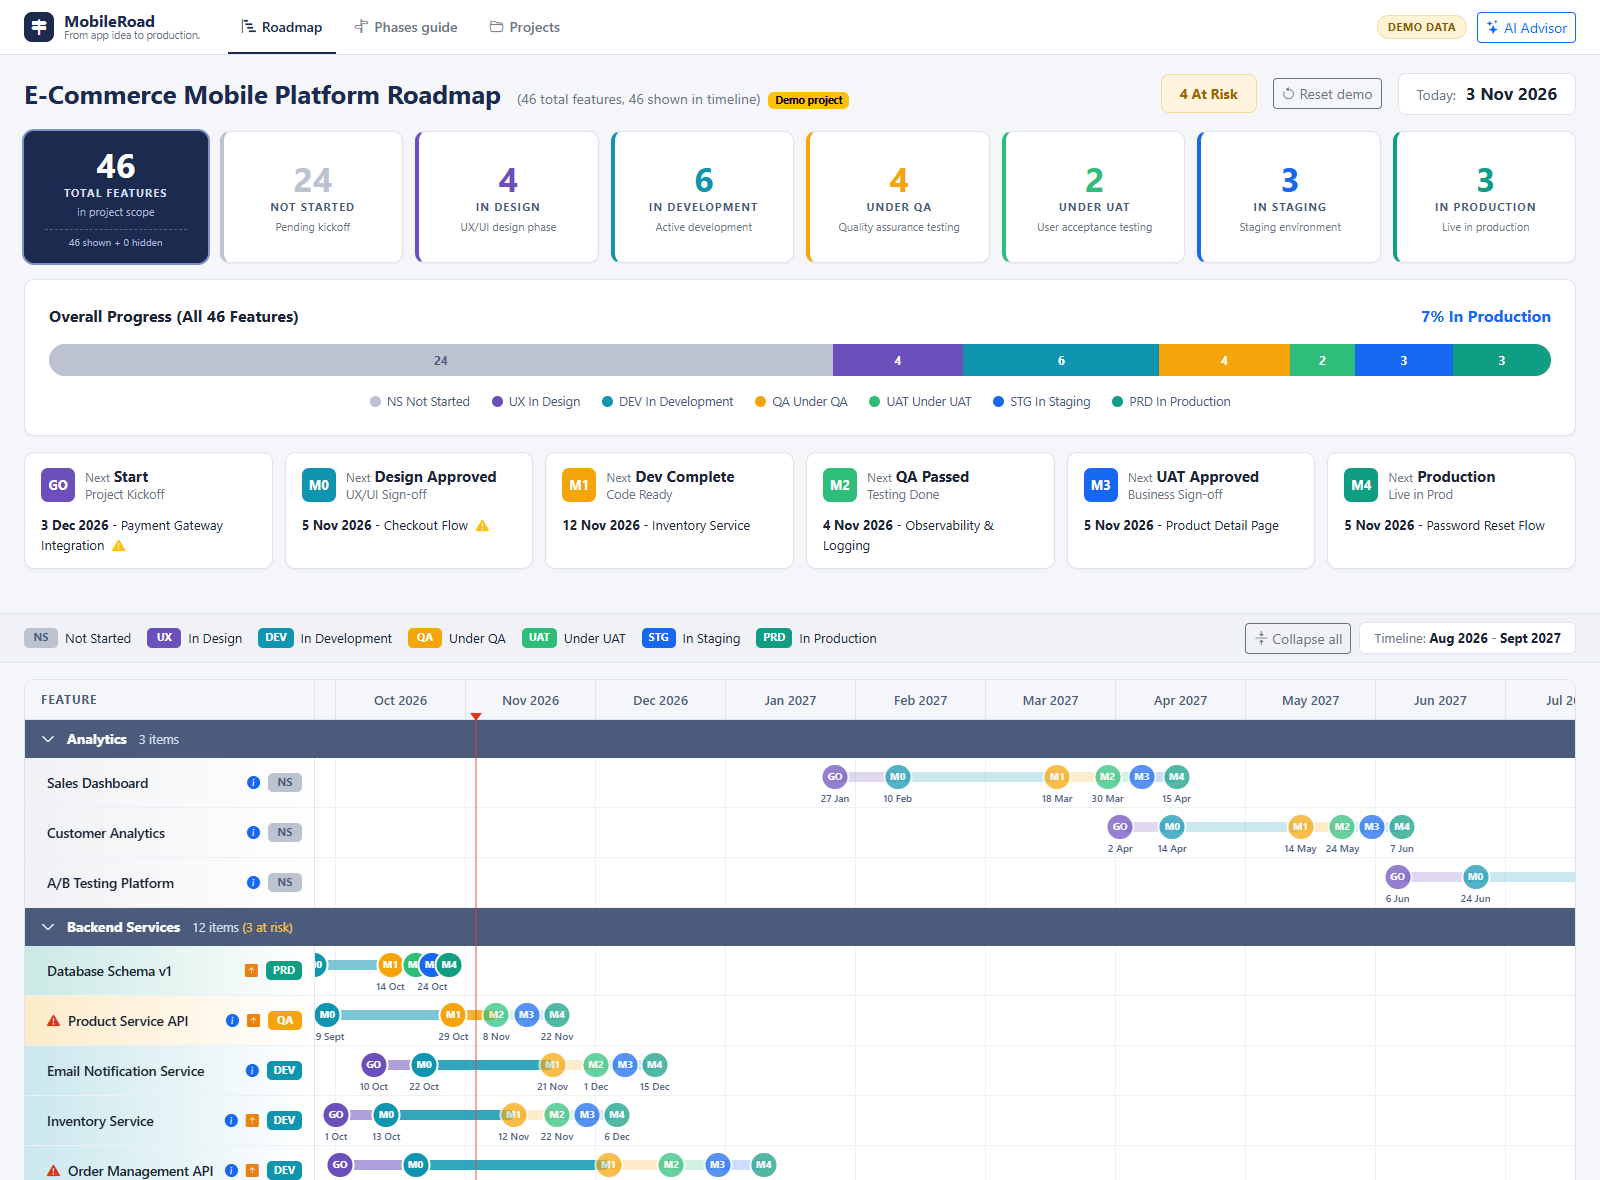 MobileRoad
From app idea to production.
Roadmap
Phases guide
Projects
DEMO DATA
AI Advisor
E-Commerce Mobile Platform Roadmap
(46 total features, 46 shown in timeline)
Demo project
4 At Risk
Reset demo
Today: 3 Nov 2026
46
TOTAL FEATURES
in project scope
46 shown + 0 hidden
24
NOT STARTED
Pending kickoff
4
IN DESIGN
UX/UI design phase
6
IN DEVELOPMENT
Active development
4
UNDER QA
Quality assurance testing
2
UNDER UAT
User acceptance testing
3
IN STAGING
Staging environment
3
IN PRODUCTION
Live in production
Overall Progress (All 46 Features)
7% In Production
24 4 6 4 2 3 3
NS Not Started UX In Design DEV In Development QA Under QA UAT Under UAT STG In Staging PRD In Production
GO
Next Start
Project Kickoff
3 Dec 2026 - Payment Gateway
Integration
M0
Next Design Approved
UX/UI Sign-off
5 Nov 2026 - Checkout Flow
M1
Next Dev Complete
Code Ready
12 Nov 2026 - Inventory Service
M2
Next QA Passed
Testing Done
4 Nov 2026 - Observability &
Logging
M3
Next UAT Approved
Business Sign-off
5 Nov 2026 - Product Detail Page
M4
Next Production
Live in Prod
5 Nov 2026 - Password Reset Flow
NS Not Started UX In Design DEV In Development QA Under QA UAT Under UAT STG In Staging PRD In Production
Collapse all
Timeline: Aug 2026 - Sept 2027
FEATURE Oct 2026 Nov 2026 Dec 2026 Jan 2027 Feb 2027 Mar 2027 Apr 2027 May 2027 Jun 2027 Jul 20
Analytics 3 items
Sales Dashboard NS GO M0 M1 M2 M3 M4
27 Jan 10 Feb 18 Mar 30 Mar 15 Apr
Customer Analytics NS GO M0 M1 M2 M3 M4
2 Apr 14 Apr 14 May 24 May 7 Jun
A/B Testing Platform NS GO M0
6 Jun 24 Jun
Backend Services 12 items (3 at risk)
Database Schema v1 PRD M1 M4
14 Oct 24 Oct
Product Service API QA M0 M1 M2 M3 M4
9 Sept 29 Oct 8 Nov 22 Nov
Email Notification Service DEV GO M0 M1 M2 M3 M4
10 Oct 22 Oct 21 Nov 1 Dec 15 Dec
Inventory Service DEV GO M0 M1 M2 M3 M4
1 Oct 13 Oct 12 Nov 22 Nov 6 Dec
Order Management API DEV GO M0 M1 M2 M3 M4